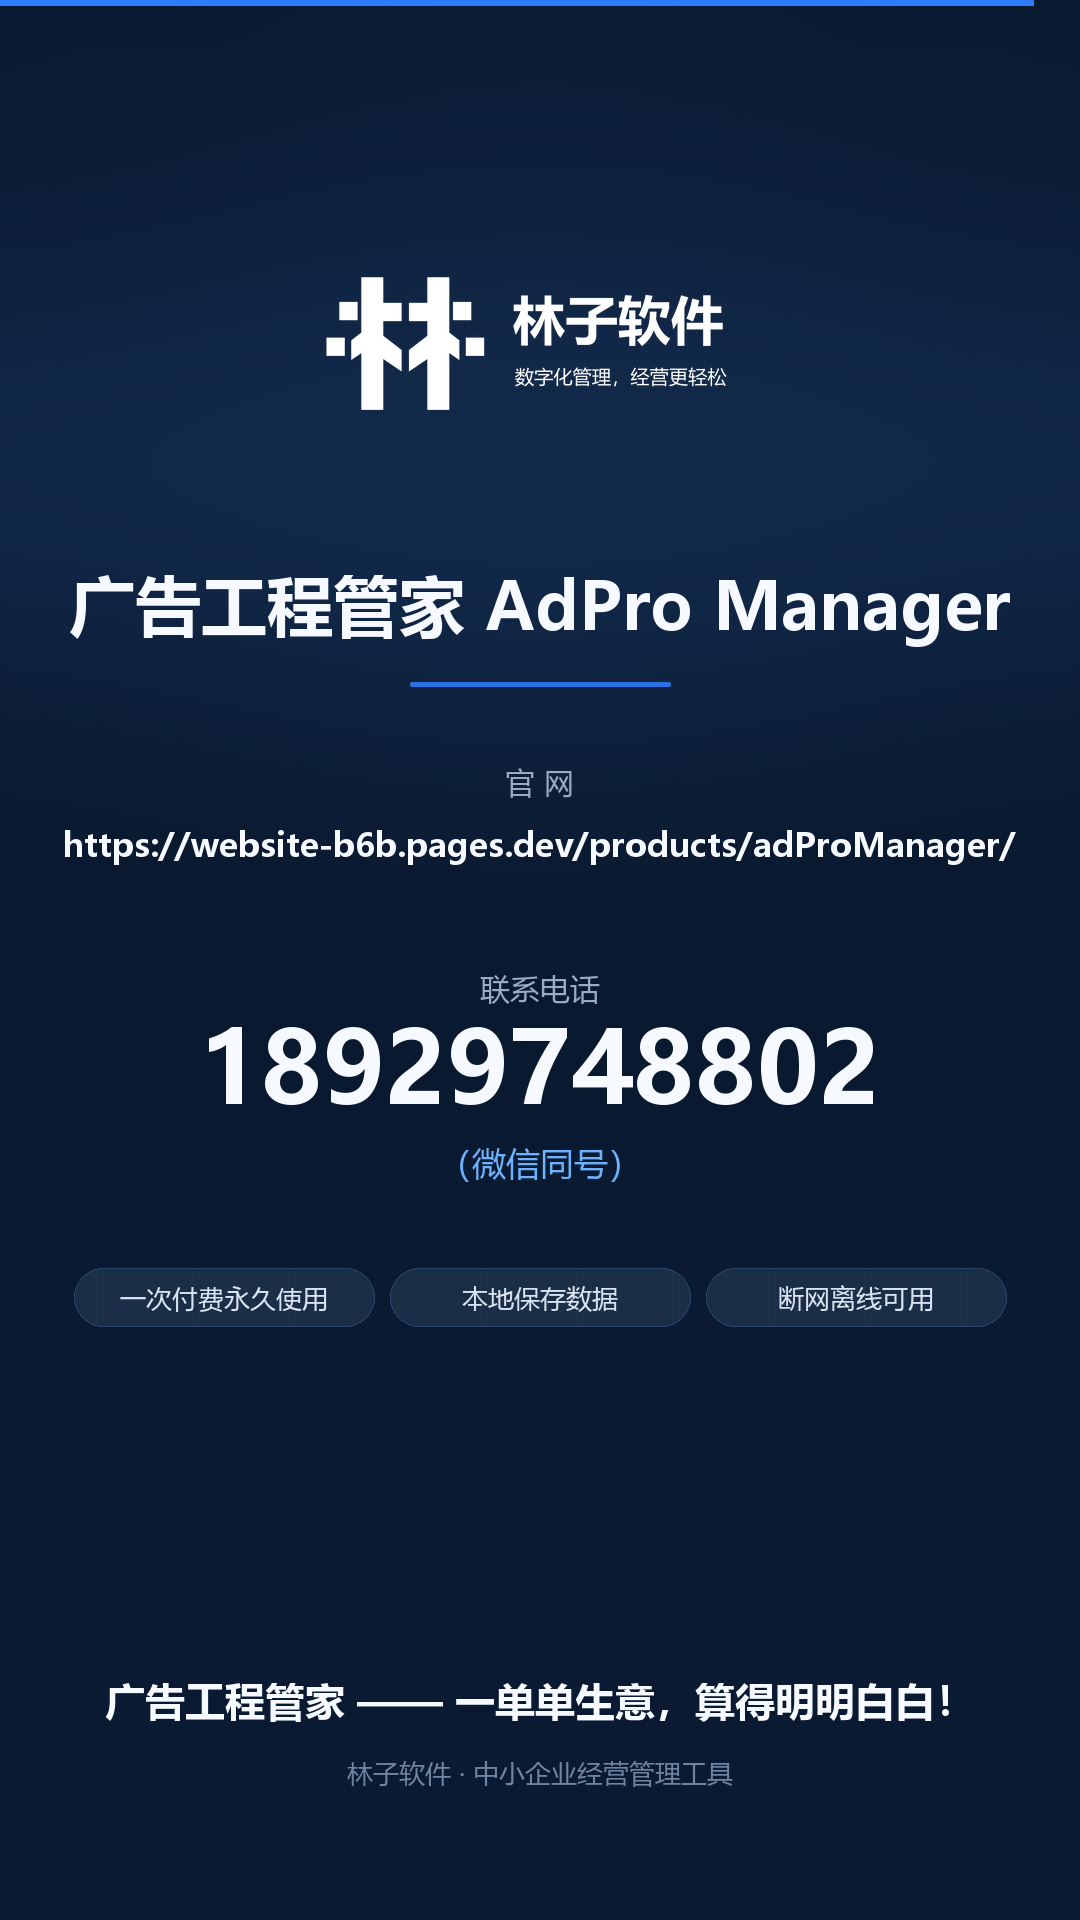 林子软件
数字化管理，经营更轻松
广告工程管家 AdPro Manager
官 网
https://website-b6b.pages.dev/products/adProManager/
联系电话
18929748802
（微信同号）
一次付费永久使用
本地保存数据
断网离线可用
广告工程管家 —— 一单单生意，算得明明白白！
林子软件 · 中小企业经营管理工具